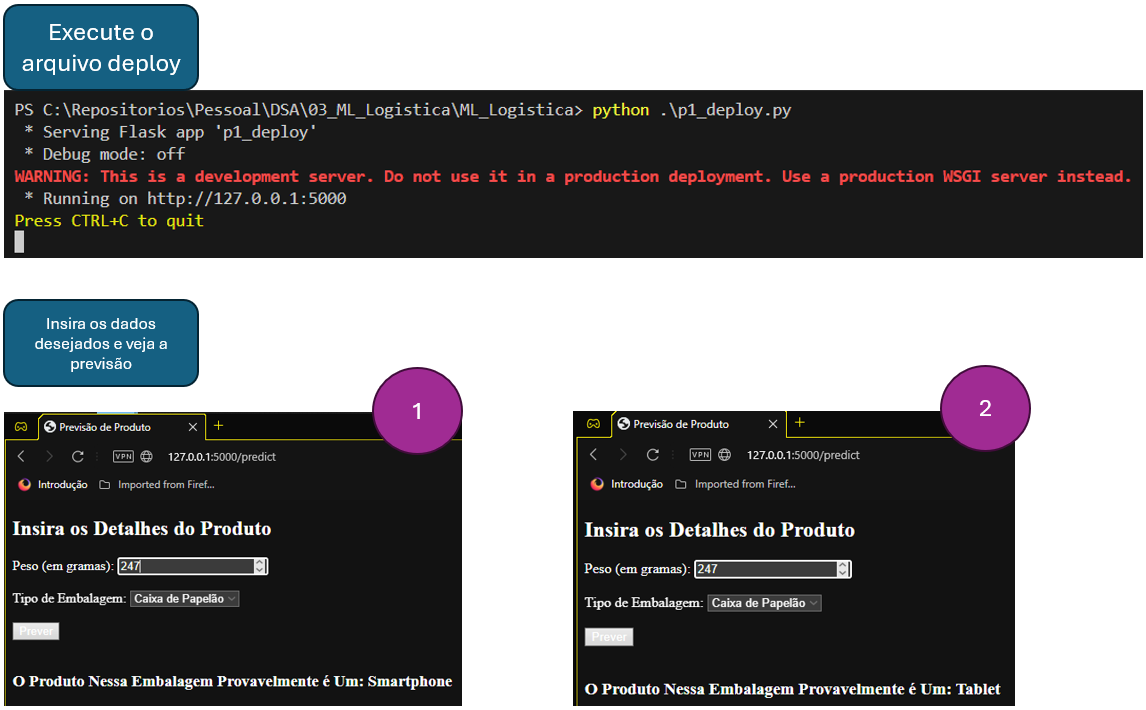 Execute o
arquivo deploy
PS C:\Repositorios\Pessoal\DSA\03_ML_Logistica\ML_Logistica> python .\p1_deploy.py
* Serving Flask app 'p1_deploy'
* Debug mode: off
WARNING: This is a development server. Do not use it in a production deployment. Use a production WSGI server instead.
* Running on http://127.0.0.1:5000
Press CTRL+C to quit
Insira os dados
desejados e veja a
previsão
1
Previsão de Produto
VPN 127.0.0.1:5000/predict
Introdução Imported from Firef...
Insira os Detalhes do Produto
Peso (em gramas): 247
Tipo de Embalagem: Caixa de Papelão
Prever
O Produto Nessa Embalagem Provavelmente é Um: Smartphone
2
Previsão de Produto
VPN 127.0.0.1:5000/predict
Introdução Imported from Firef...
Insira os Detalhes do Produto
Peso (em gramas): 247
Tipo de Embalagem: Caixa de Papelão
Prever
O Produto Nessa Embalagem Provavelmente é Um: Tablet